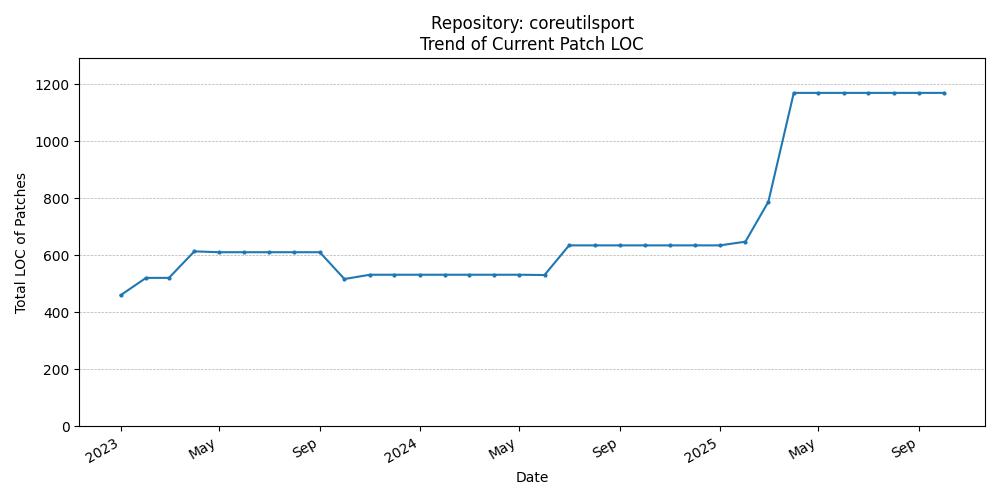 Repository: coreutilsport
Trend of Current Patch LOC
Total LOC of Patches
1200
1000
800
600
400
200
0
2023
May
Sep
2024
May
Sep
2025
May
Sep
Date